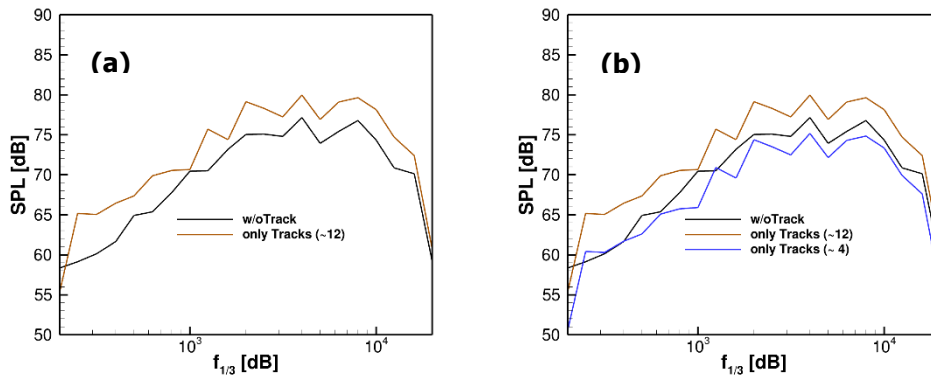 (a)
90
85
80
75
70
65
60
55
50
SPL [dB]
w/oTrack
only Tracks (~12)
10³
10⁴
f₁/₃ [dB]
(b)
90
85
80
75
70
65
60
55
50
SPL [dB]
w/oTrack
only Tracks (~12)
only Tracks (~ 4)
10³
10⁴
f₁/₃ [dB]